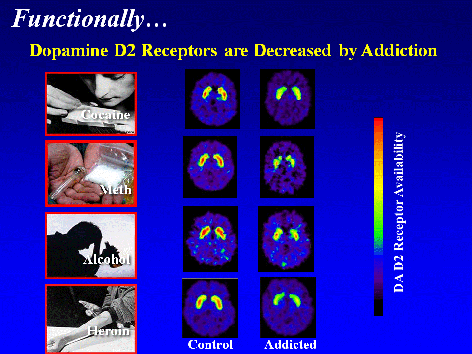 Functionally...
Dopamine D2 Receptors are Decreased by Addiction
Cocaine
Meth
Alcohol
Heroin
Control Addicted
DA D2 Receptor Availability